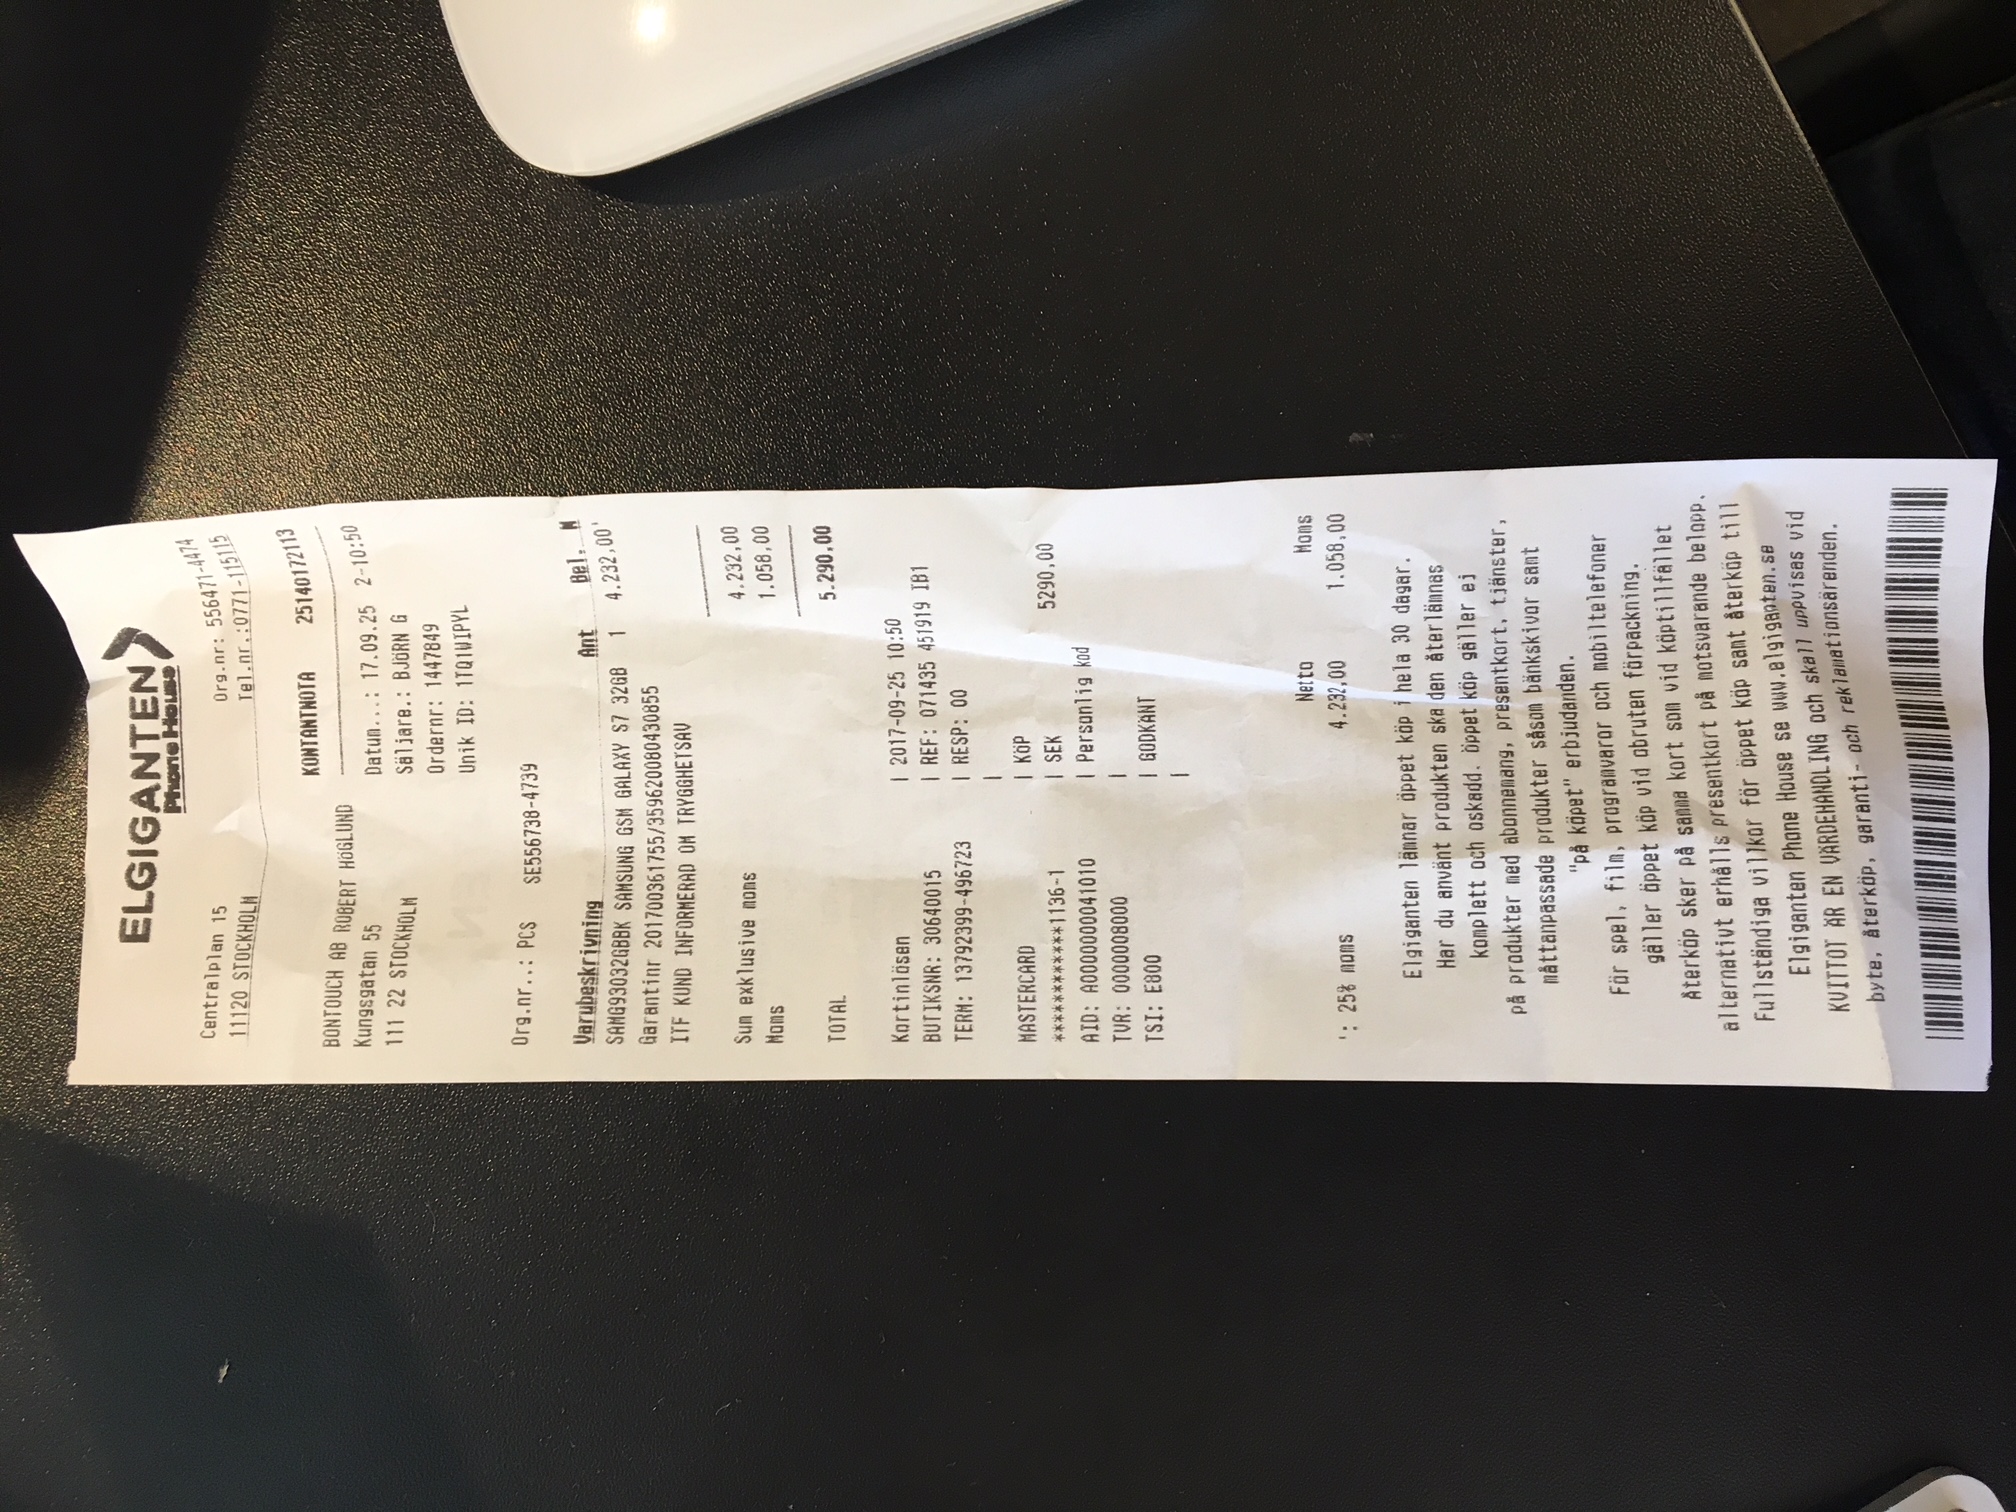 ELGIGANTEN
Phone House
Centralplan 15 Org.nr: 556471-4474
11120 STOCKHOLM Tel.nr.:0771-115115
KONTANTNOTA 25140172113
BONTOUCH AB ROBERT HöGLUND
Kungsgatan 55 Datum...: 17.09.25 2-10:50
111 22 STOCKHOLM Säljare.: BJöRN G
Ordernr: 1447849
Unik ID: 1TQ1WIPYL
Org.nr..: PCS SE556738-4739
Varubeskrivning Ant Bel. M
SAMG93032GBBK SAMSUNG GSM GALAXY S7 32GB 1 4.232,00'
Garantinr 201700361755/359620080430855
ITF KUND INFORMERAD OM TRYGGHETSAV
Sum exklusive moms 4.232,00
Moms 1.058,00
TOTAL 5.290,00
Kortinlösen | 2017-09-25 10:50
BUTIKSNR: 30640015 | REF: 071435 451919 IB1
TERM: 13792399-496723 | RESP: 00
|
MASTERCARD | KöP
************1136-1 | SEK 5290,00
AID: A0000000041010 | Personlig kod
TVR: 0000008000 |
TSI: E800 | GODKÄNT
|
Netto Moms
': 25% moms 4.232,00 1.058,00
Elgiganten lämnar öppet köp i hela 30 dagar.
Har du använt produkten ska den återlämnas
komplett och oskadd. öppet köp gäller ej
på produkter med abonnemang, presentkort, tjänster,
måttanpassade produkter såsom bänkskivor samt
"på köpet" erbjudanden.
För spel, film, programvaror och mobiltelefoner
gäller öppet köp vid obruten förpackning.
Återköp sker på samma kort som vid köptillfället
alternativt erhålls presentkort på motsvarande belopp.
Fullständiga villkor för öppet köp samt återköp till
Elgiganten Phone House se www.elgiganten.se
KVITTOT ÄR EN VÄRDEHANDLING och skall uppvisas vid
byte, återköp, garanti- och reklamationsärenden.